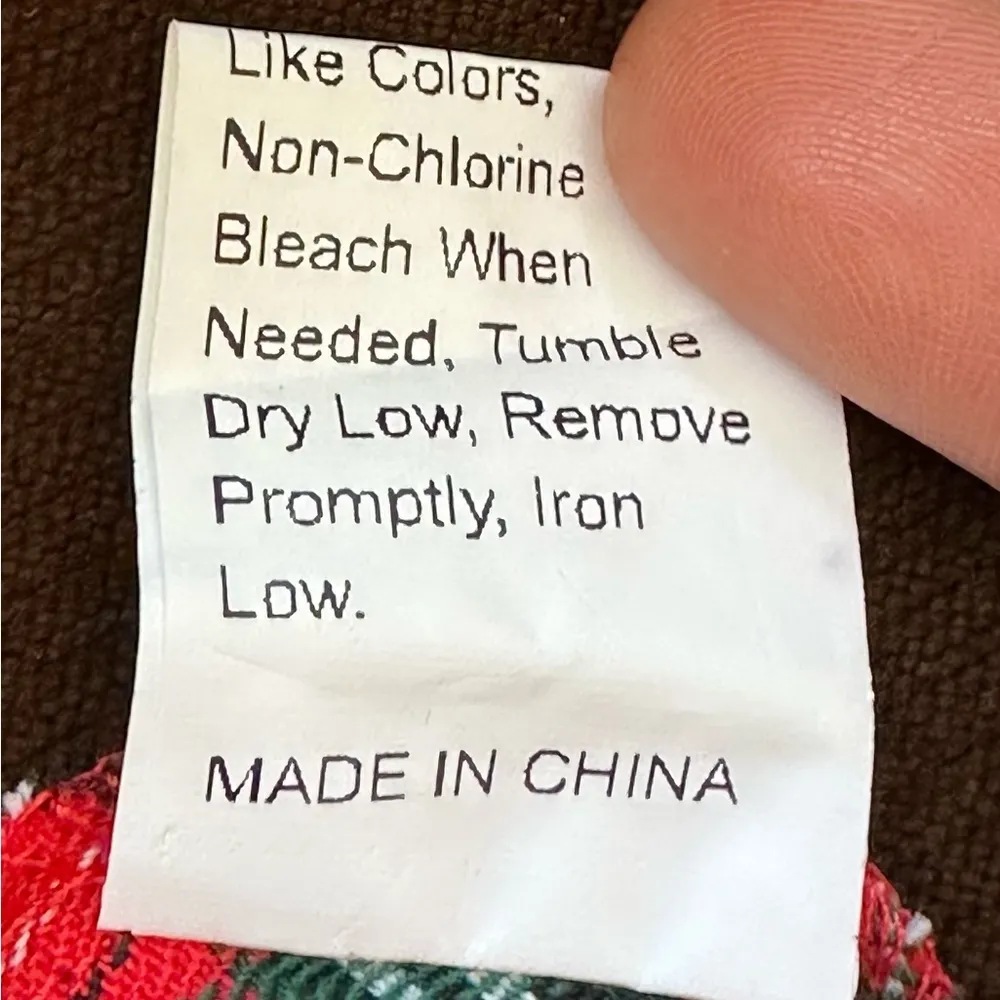 Like Colors,
Non-Chlorine
Bleach When
Needed, Tumble
Dry Low, Remove
Promptly, Iron
Low.
MADE IN CHINA